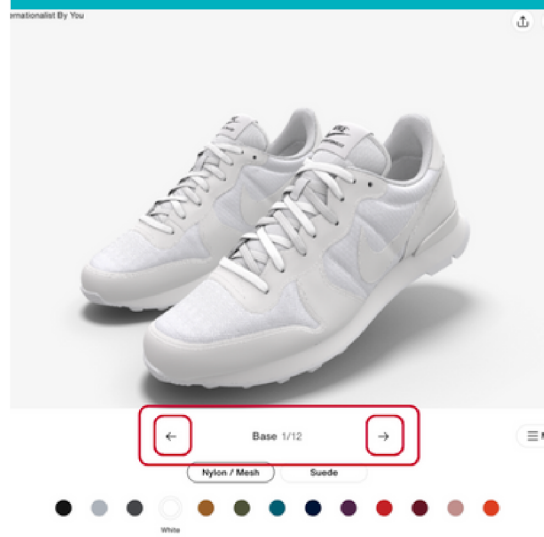 ernationalist By You
Base 1/12
Nylon / Mesh
Suede
White